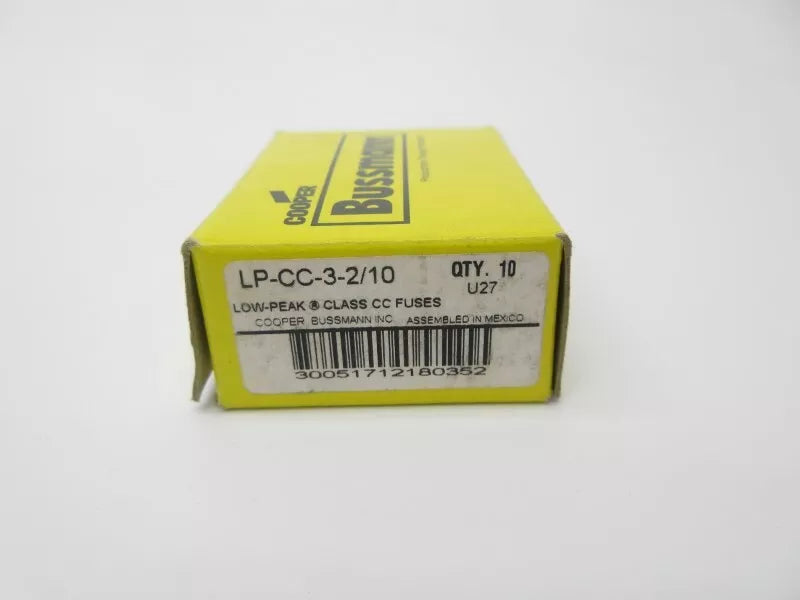 COOPER
BUSSMANN
LP-CC-3-2/10
QTY. 10
U27
LOW-PEAK ® CLASS CC FUSES
COOPER BUSSMANN INC. ASSEMBLED IN MEXICO
30051712180352